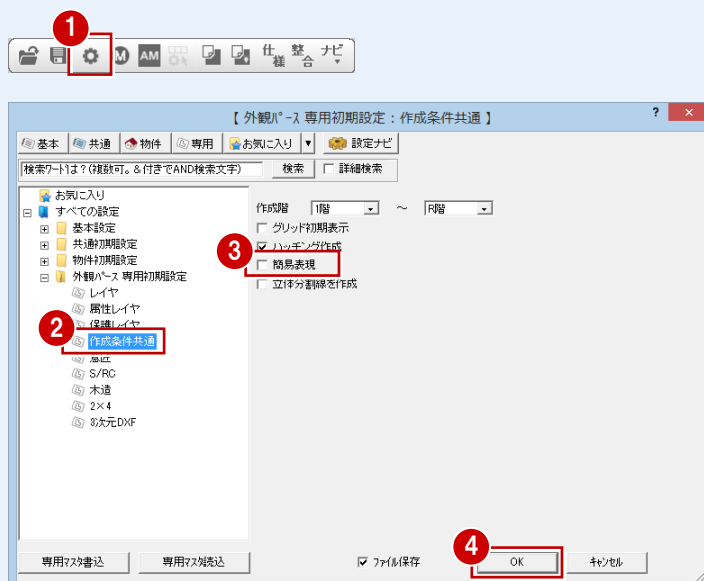 1
M AM 仕様 整合 ナビ
【 外観ﾊﾟｰｽ 専用初期設定：作成条件共通 】 ? ×
基本 共通 物件 専用 お気に入り 設定ナビ
検索ワードは？(複数可。＆付きでAND検索文字) 検索 詳細検索
お気に入り
すべての設定
基本設定
共通初期設定
物件初期設定
外観ﾊﾟｰｽ 専用初期設定
レイヤ
属性レイヤ
保護レイヤ
2
作成条件共通
意匠
S/RC
木造
2×4
3次元DXF
作成階 1階 ～ R階
グリッド初期表示
ハッチング作成
3
簡易表現
立体分割線を作成
4
専用マスタ書込 専用マスタ読込 ファイル保存 OK キャンセル